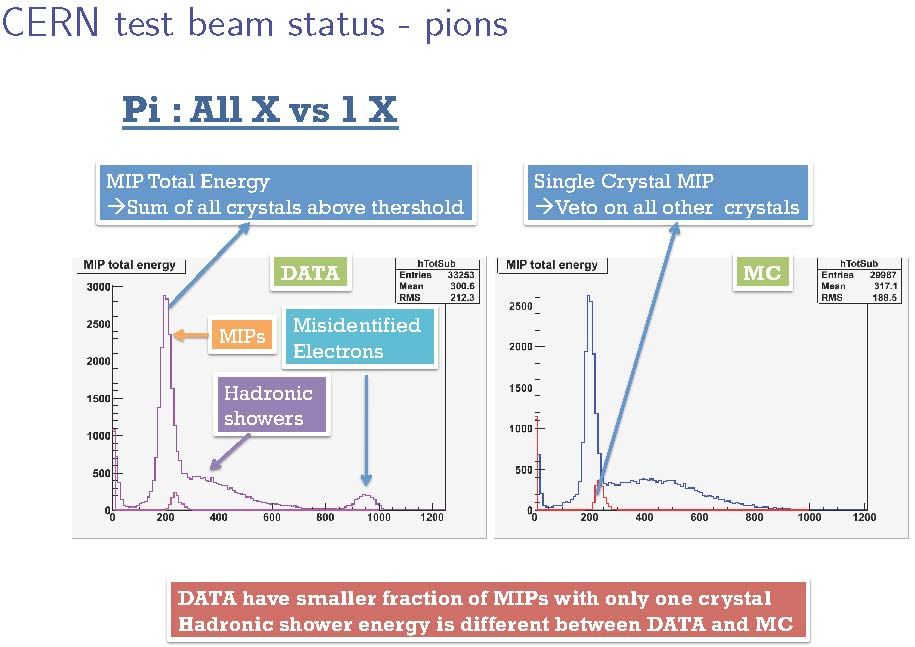 CERN test beam status - pions
Pi : All X vs 1 X
MIP Total Energy
→Sum of all crystals above thershold
Single Crystal MIP
→Veto on all other crystals
MIP total energy
DATA
hTotSub
Entries 33253
Mean 300.6
RMS 212.3
3000
2500
2000
1500
1000
500
0
0 200 400 600 800 1000 1200
MIPs
Misidentified
Electrons
Hadronic
showers
MIP total energy
MC
hTotSub
Entries 29987
Mean 317.1
RMS 188.5
2500
2000
1500
1000
500
0
0 200 400 600 800 1000 1200
DATA have smaller fraction of MIPs with only one crystal
Hadronic shower energy is different between DATA and MC